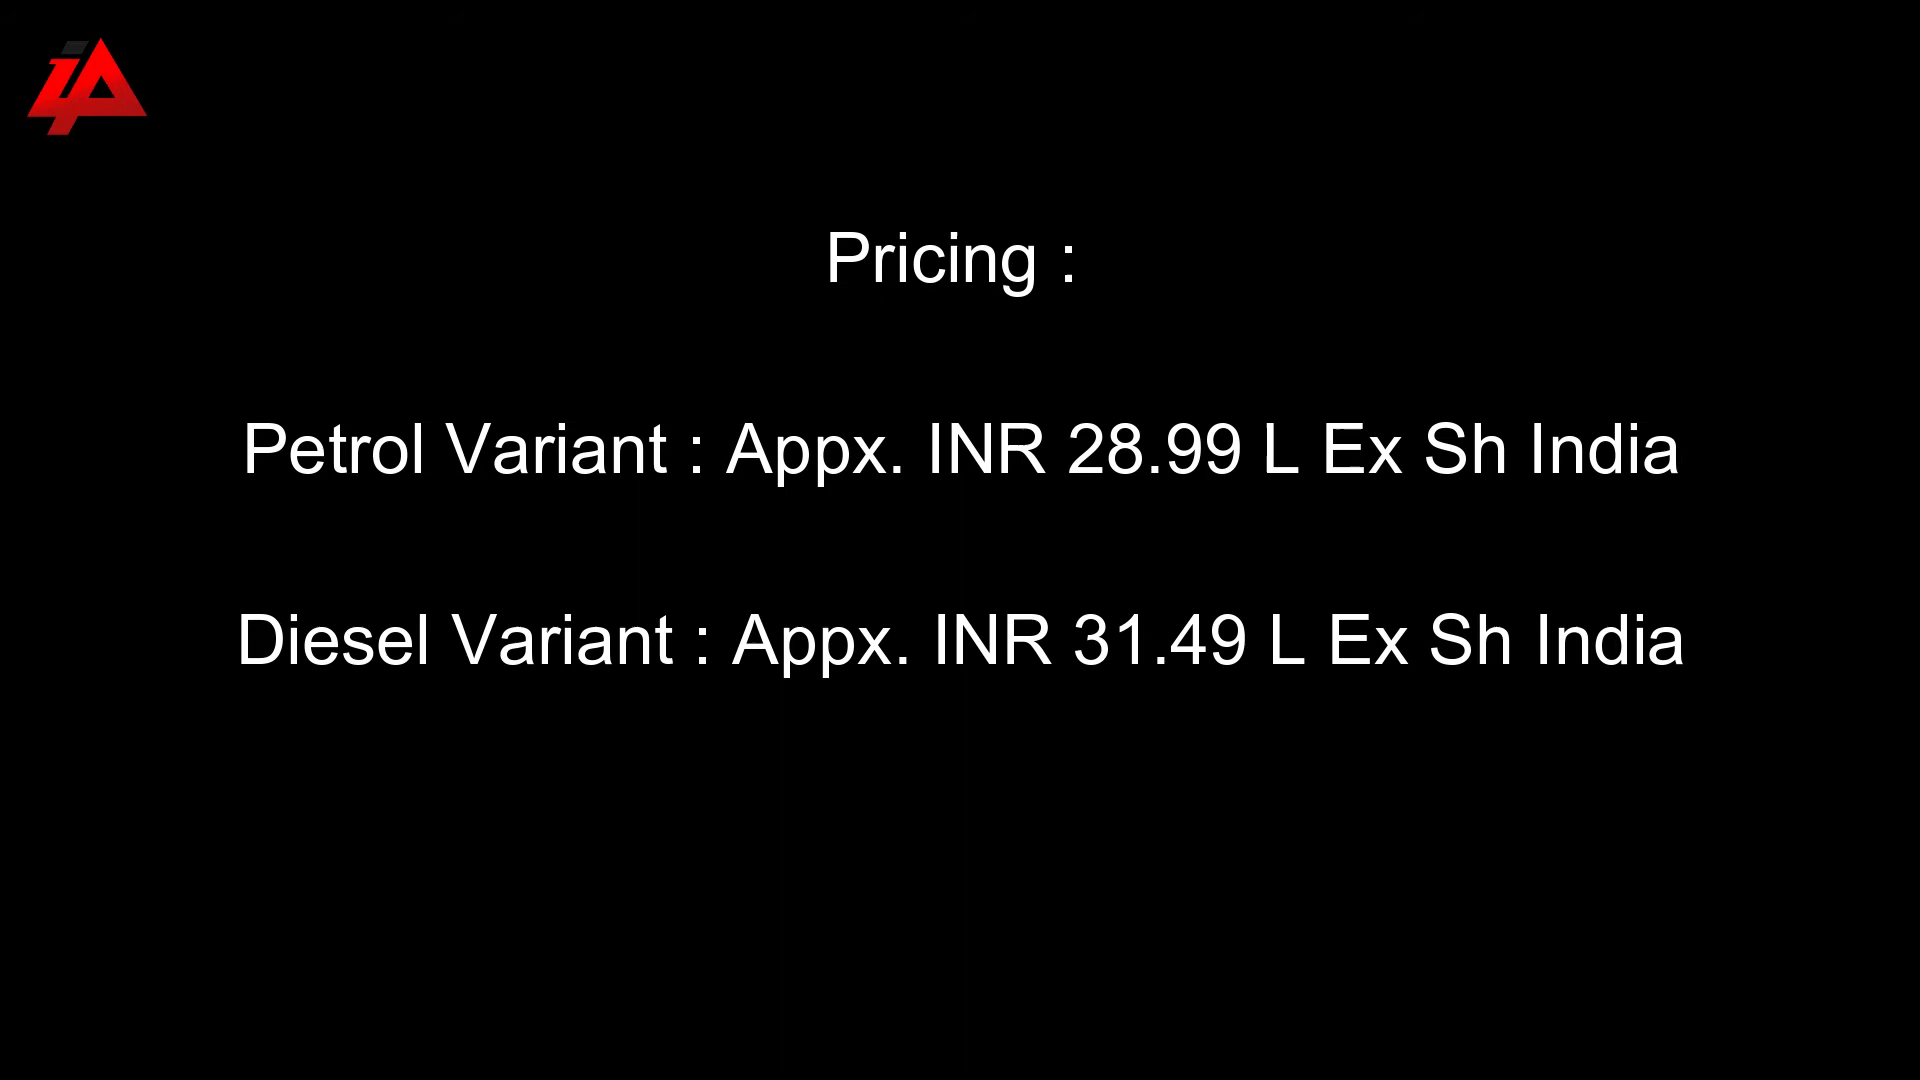 Pricing :
Petrol Variant : Appx. INR 28.99 L Ex Sh India
Diesel Variant : Appx. INR 31.49 L Ex Sh India